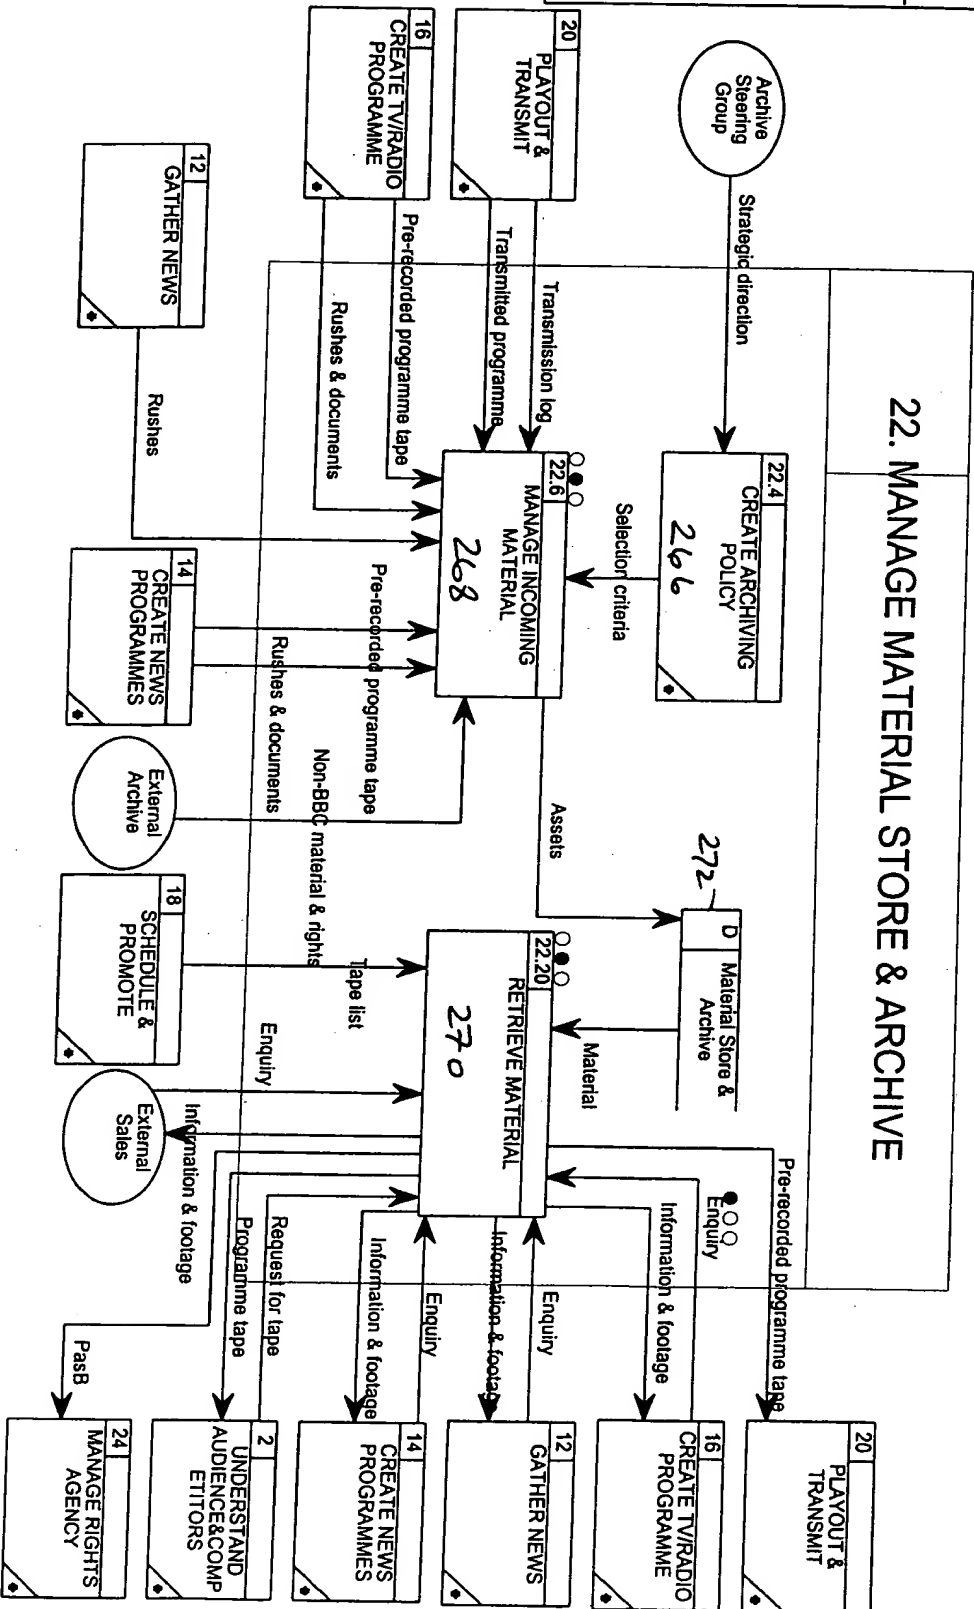 22. MANAGE MATERIAL STORE & ARCHIVE
Archive
Steering
Group
Strategic direction
22.4
CREATE ARCHIVING
POLICY
266
Selection criteria
20
PLAYOUT &
TRANSMIT
Transmission log
Transmitted programme
16
CREATE TV/RADIO
PROGRAMME
Pre-recorded programme tape
Rushes & documents
12
GATHER NEWS
Rushes
22.6
MANAGE INCOMING
MATERIAL
268
14
CREATE NEWS
PROGRAMMES
Pre-recorded programme tape
Rushes & documents
External
Archive
Non-BBC material & rights
Assets
272
D
Material Store &
Archive
Material
22.20
RETRIEVE MATERIAL
270
18
SCHEDULE &
PROMOTE
Tape list
External
Sales
Enquiry
Information & footage
Pre-recorded programme tape
20
PLAYOUT &
TRANSMIT
Enquiry
Information & footage
16
CREATE TV/RADIO
PROGRAMME
Enquiry
Information & footage
12
GATHER NEWS
Enquiry
Information & footage
14
CREATE NEWS
PROGRAMMES
Request for tape
Programme tape
2
UNDERSTAND
AUDIENCE&COMP
ETITORS
PasB
24
MANAGE RIGHTS
AGENCY